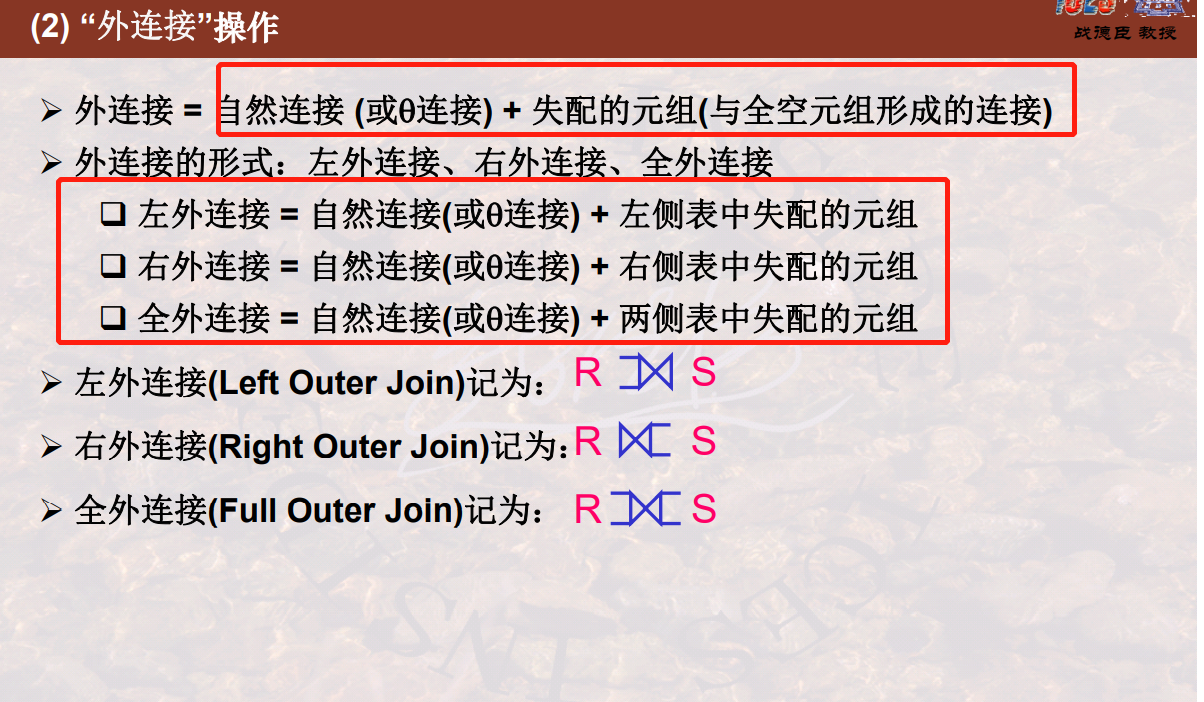 (2) “外连接”操作
战德臣 教授
➢ 外连接 = 自然连接 (或θ连接) + 失配的元组(与全空元组形成的连接)
➢ 外连接的形式：左外连接、右外连接、全外连接
❑ 左外连接 = 自然连接(或θ连接) + 左侧表中失配的元组
❑ 右外连接 = 自然连接(或θ连接) + 右侧表中失配的元组
❑ 全外连接 = 自然连接(或θ连接) + 两侧表中失配的元组
➢ 左外连接(Left Outer Join)记为： R ⟕ S
➢ 右外连接(Right Outer Join)记为：R ⟖ S
➢ 全外连接(Full Outer Join)记为： R ⟗ S